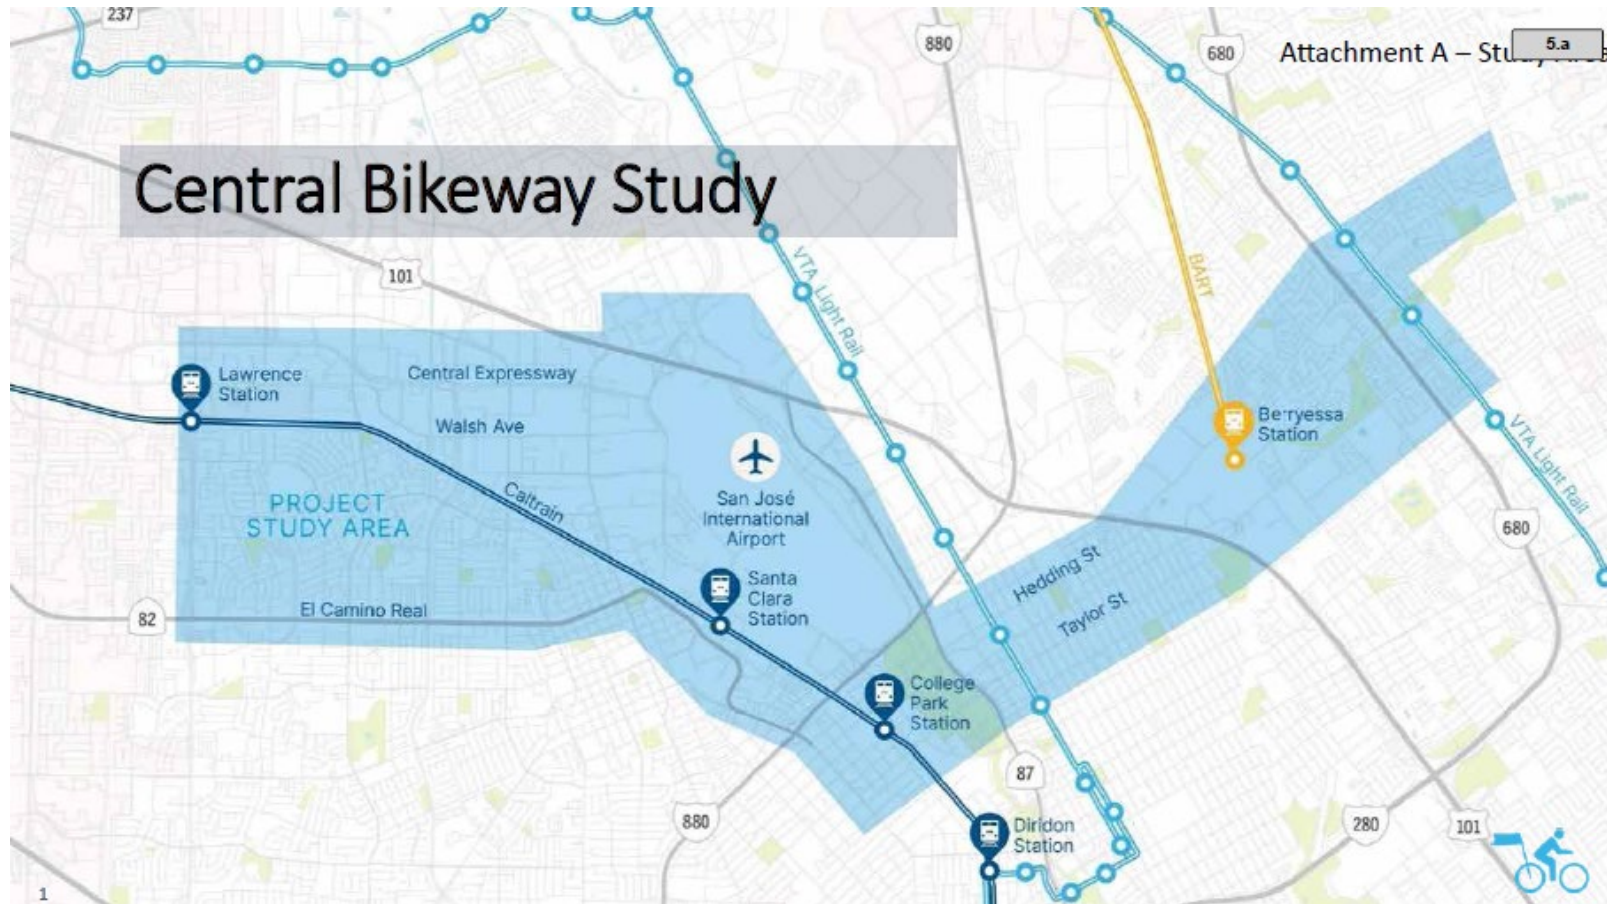 237
880
680
Attachment A – Stu
5.a
Central Bikeway Study
101
VTA Light Rail
BART
Lawrence
Station
Central Expressway
Walsh Ave
Berryessa
Station
VTA Light Rail
Caltrain
PROJECT
STUDY AREA
San José
International
Airport
680
Hedding St
Taylor St
Santa
Clara
Station
El Camino Real
82
College
Park
Station
87
880
Diridon
Station
280
101
1